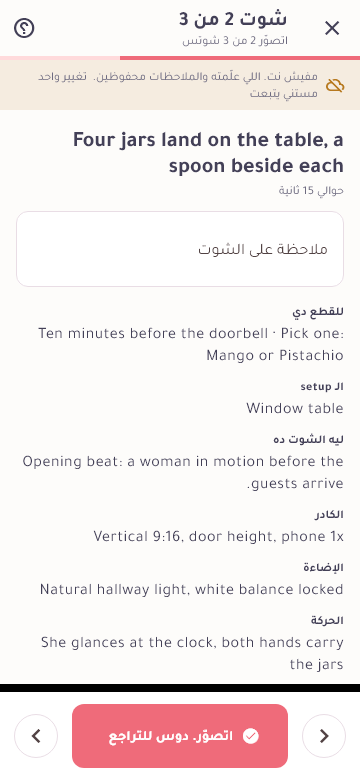 شوت 2 من 3
اتصوّر 2 من 3 شوتس
مفيش نت. اللي علّمته والملاحظات محفوظين. تغيير واحد
مستني يتبعت
Four jars land on the table, a
spoon beside each
حوالي 15 ثانية
ملاحظة على الشوت
للقطع دي
Ten minutes before the doorbell · Pick one:
Mango or Pistachio
الـ setup
Window table
ليه الشوت ده
Opening beat: a woman in motion before the
guests arrive.
الكادر
Vertical 9:16, door height, phone 1x
الإضاءة
Natural hallway light, white balance locked
الحركة
She glances at the clock, both hands carry
the jars
اتصوّر. دوس للتراجع